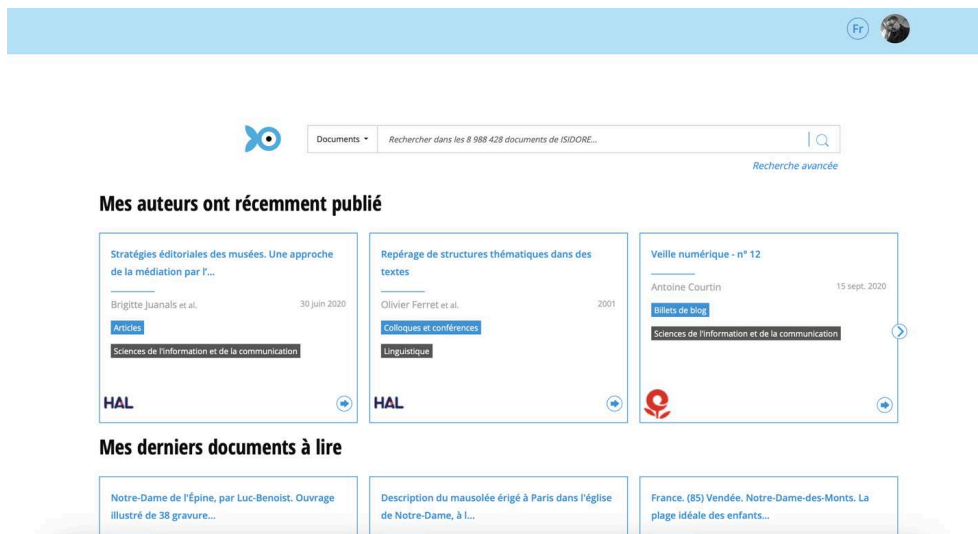 Fr
Documents
Rechercher dans les 8 988 428 documents de ISIDORE...
Recherche avancée
Mes auteurs ont récemment publié
Stratégies éditoriales des musées. Une approche
de la médiation par l'...
Brigitte Juanals et al.
30 juin 2020
Articles
Sciences de l'information et de la communication
HAL
Repérage de structures thématiques dans des
textes
Olivier Ferret et al.
2001
Colloques et conférences
Linguistique
HAL
Veille numérique - n° 12
Antoine Courtin
15 sept. 2020
Billets de blog
Sciences de l'information et de la communication
Mes derniers documents à lire
Notre-Dame de l'Épine, par Luc-Benoist. Ouvrage
illustré de 38 gravure...
Description du mausolée érigé à Paris dans l'église
de Notre-Dame, à l...
France. (85) Vendée. Notre-Dame-des-Monts. La
plage idéale des enfants...